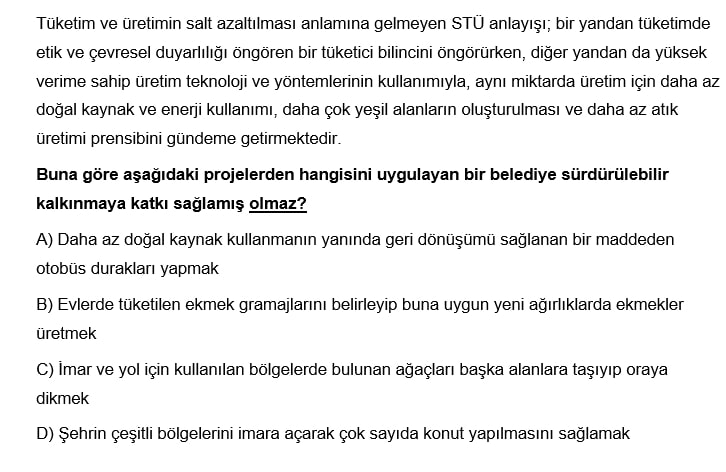 Tüketim ve üretimin salt azaltılması anlamına gelmeyen STÜ anlayışı; bir yandan tüketimde
etik ve çevresel duyarlılığı öngören bir tüketici bilincini öngörürken, diğer yandan da yüksek
verime sahip üretim teknoloji ve yöntemlerinin kullanımıyla, aynı miktarda üretim için daha az
doğal kaynak ve enerji kullanımı, daha çok yeşil alanların oluşturulması ve daha az atık
üretimi prensibini gündeme getirmektedir.
Buna göre aşağıdaki projelerden hangisini uygulayan bir belediye sürdürülebilir
kalkınmaya katkı sağlamış olmaz?
A) Daha az doğal kaynak kullanmanın yanında geri dönüşümü sağlanan bir maddeden
otobüs durakları yapmak
B) Evlerde tüketilen ekmek gramajlarını belirleyip buna uygun yeni ağırlıklarda ekmekler
üretmek
C) İmar ve yol için kullanılan bölgelerde bulunan ağaçları başka alanlara taşıyıp oraya
dikmek
D) Şehrin çeşitli bölgelerini imara açarak çok sayıda konut yapılmasını sağlamak